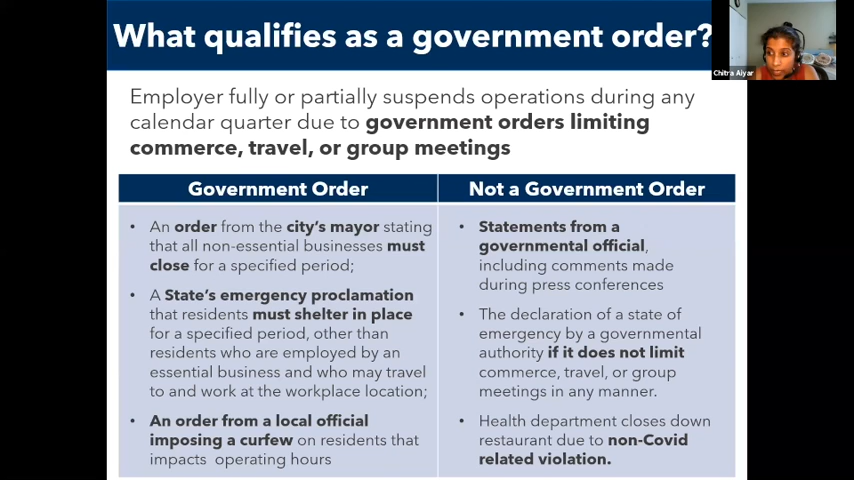 What qualifies as a government order?
Chitra Aiyar
Employer fully or partially suspends operations during any
calendar quarter due to government orders limiting
commerce, travel, or group meetings
Government Order
• An order from the city's mayor stating
that all non-essential businesses must
close for a specified period;
• A State's emergency proclamation
that residents must shelter in place
for a specified period, other than
residents who are employed by an
essential business and who may travel
to and work at the workplace location;
• An order from a local official
imposing a curfew on residents that
impacts operating hours
Not a Government Order
• Statements from a
governmental official,
including comments made
during press conferences
• The declaration of a state of
emergency by a governmental
authority if it does not limit
commerce, travel, or group
meetings in any manner.
• Health department closes down
restaurant due to non-Covid
related violation.